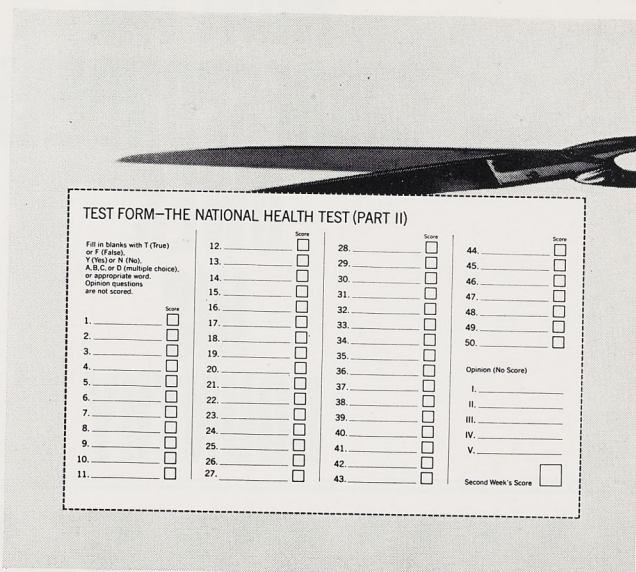 TEST FORM—THE NATIONAL HEALTH TEST (PART II)
Fill in blanks with T (True)
or F (False),
Y (Yes) or N (No),
A,B,C, or D (multiple choice),
or appropriate word.
Opinion questions
are not scored.
Score
1.
2.
3.
4.
5.
6.
7.
8.
9.
10.
11.
Score
12.
13.
14.
15.
16.
17.
18.
19.
20.
21.
22.
23.
24.
25.
26.
27.
Score
28.
29.
30.
31.
32.
33.
34.
35.
36.
37.
38.
39.
40.
41.
42.
43.
Score
44.
45.
46.
47.
48.
49.
50.
Opinion (No Score)
I.
II.
III.
IV.
V.
Second Week's Score